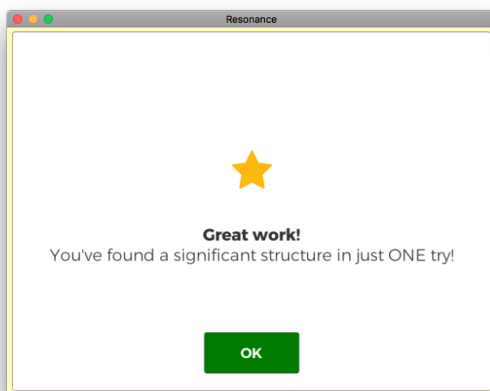 Resonance
Great work!
You've found a significant structure in just ONE try!
OK